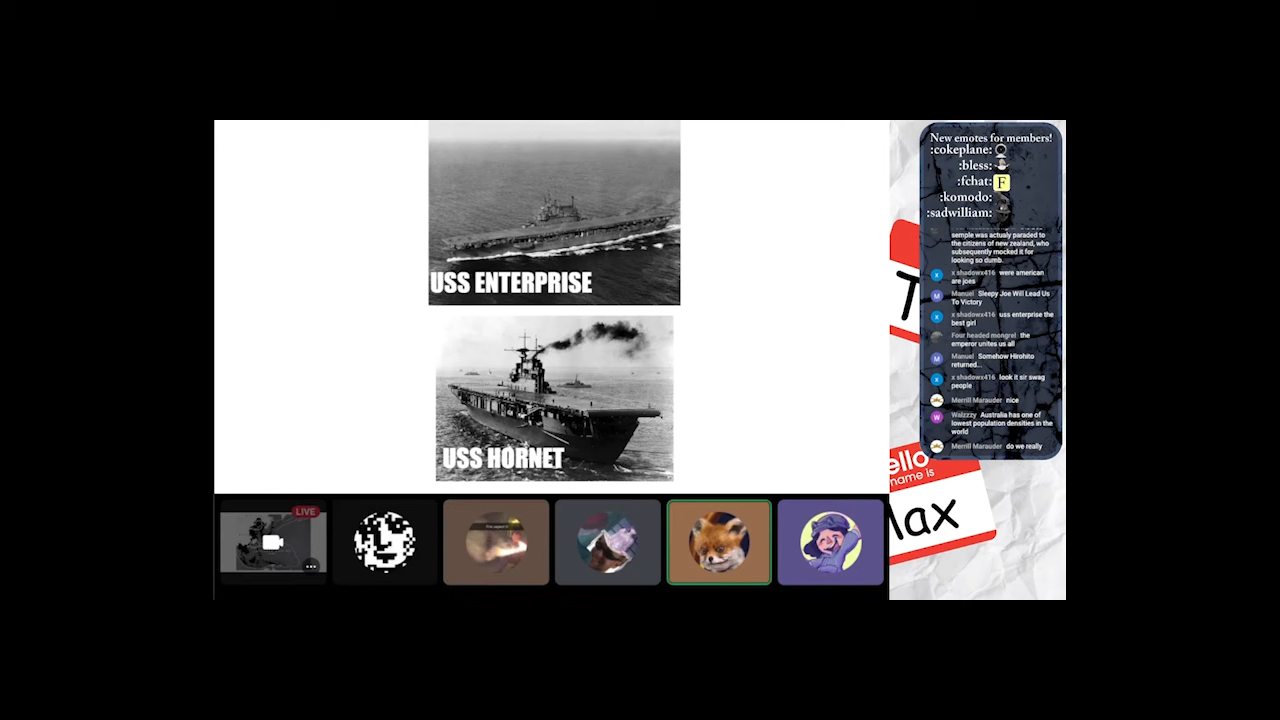 USS ENTERPRISE
USS HORNET
LIVE
New emotes for members!
:cokeplane:
:bless:
:fchat: F
:komodo:
:sadwilliam:
semple was actualy paraded to
the citizens of new zealand, who
subsequently mocked it for
looking so dumb.
x shadowx416 were american
are joes
Manuel Sleepy Joe Will Lead Us
To Victory
x shadowx416 uss enterprise the
best girl
Four headed mongrel the
emperor unites us all
Manuel Somehow Hirohito
returned...
x shadowx416 look it sir swag
people
Merrill Marauder nice
Walzzzy Australia has one of
lowest population densities in the
world
Merrill Marauder do we really
ello
name is
Max